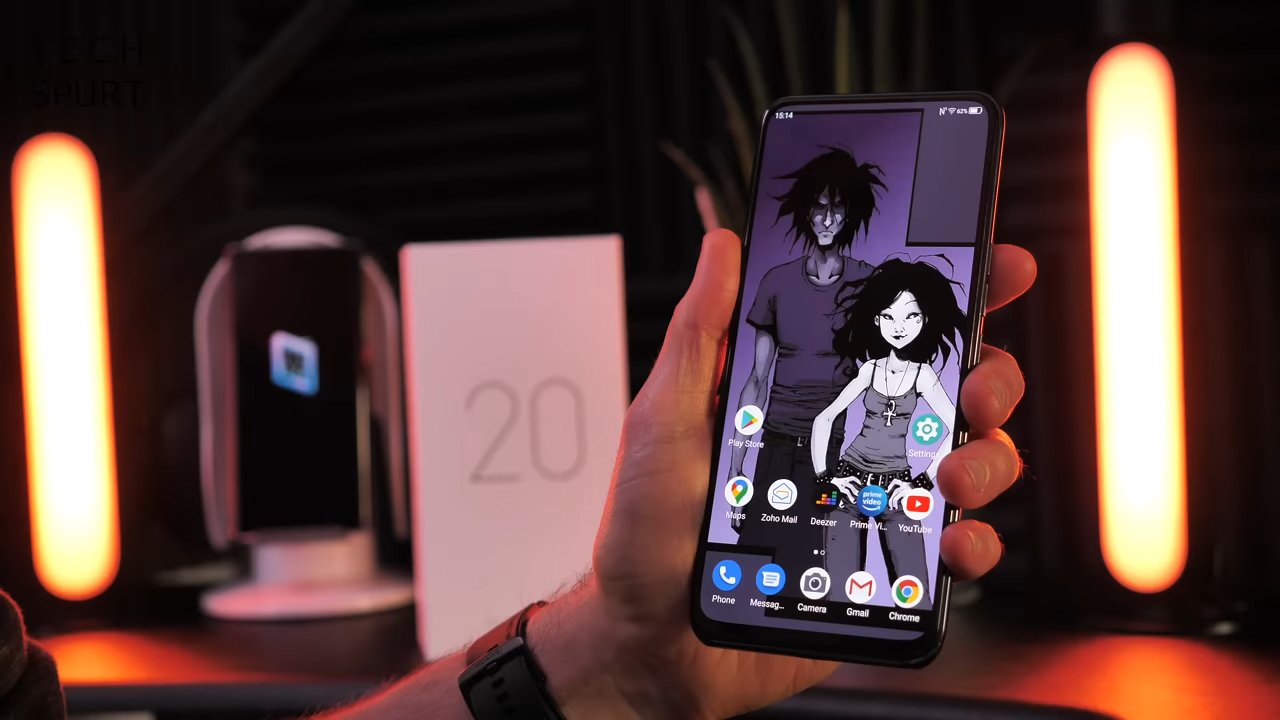 TECH
SPURT
20
15:14
62%
Play Store
Settings
Maps
Zoho Mail
Deezer
prime
video
Prime Vi...
YouTube
Phone
Messag...
Camera
Gmail
Chrome